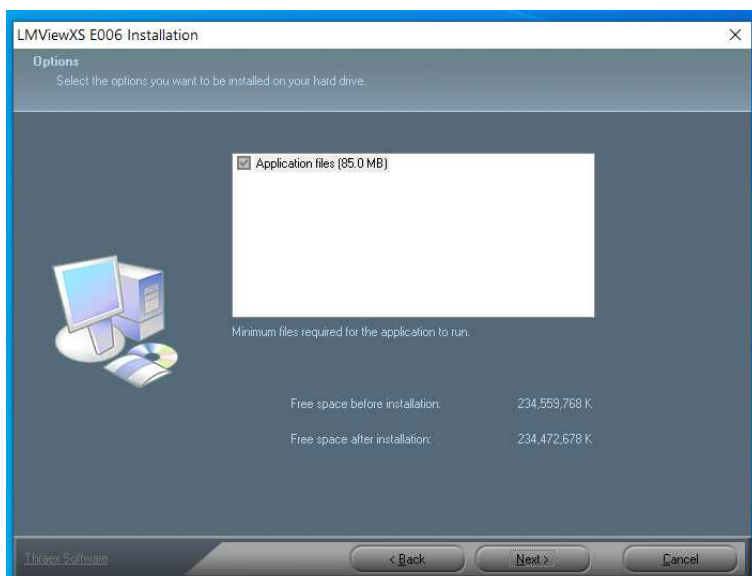 LMViewXS E006 Installation
Options
Select the options you want to be installed on your hard drive.
Application files (85.0 MB)
Minimum files required for the application to run.
Free space before installation: 234,559,768 K
Free space after installation: 234,472,678 K
Thraex Software
< Back Next > Cancel